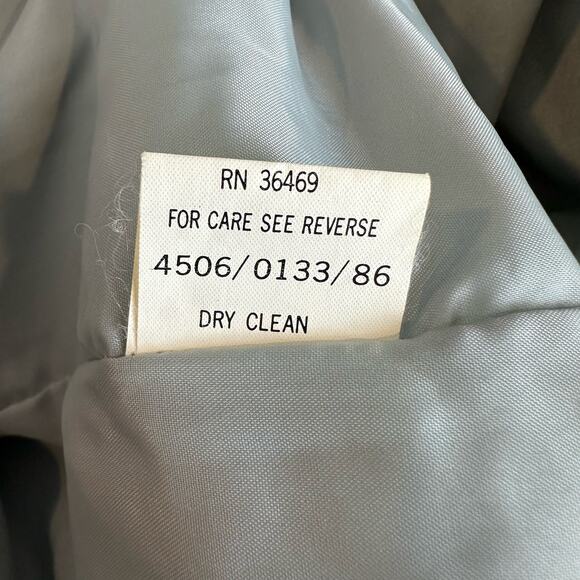 RN 36469
FOR CARE SEE REVERSE
4506/0133/86
DRY CLEAN